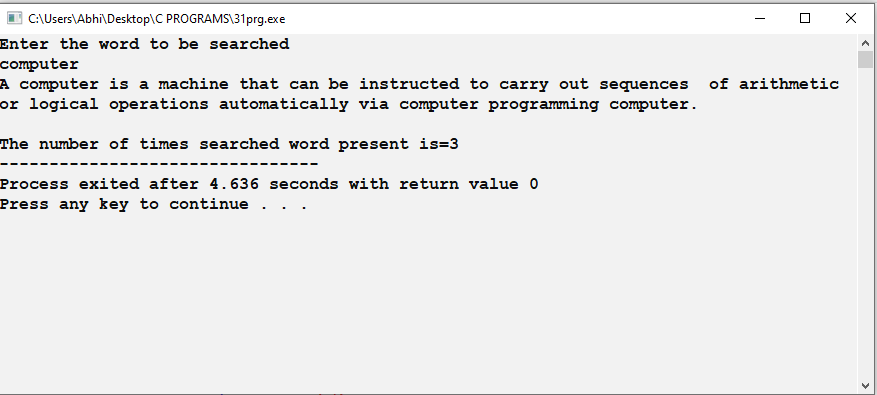 C:\Users\Abhi\Desktop\C PROGRAMS\31prg.exe
Enter the word to be searched
computer
A computer is a machine that can be instructed to carry out sequences  of arithmetic
or logical operations automatically via computer programming computer.
The number of times searched word present is=3
--------------------------------
Process exited after 4.636 seconds with return value 0
Press any key to continue . . .